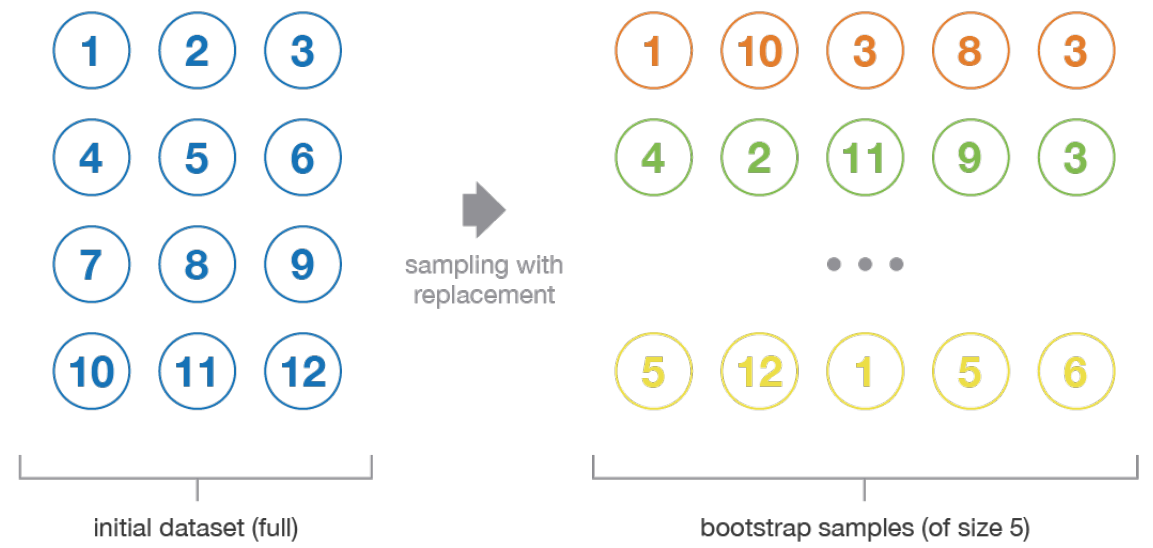 1 2 3
4 5 6
7 8 9
10 11 12
sampling with
replacement
1 10 3 8 3
4 2 11 9 3
5 12 1 5 6
initial dataset (full)
bootstrap samples (of size 5)